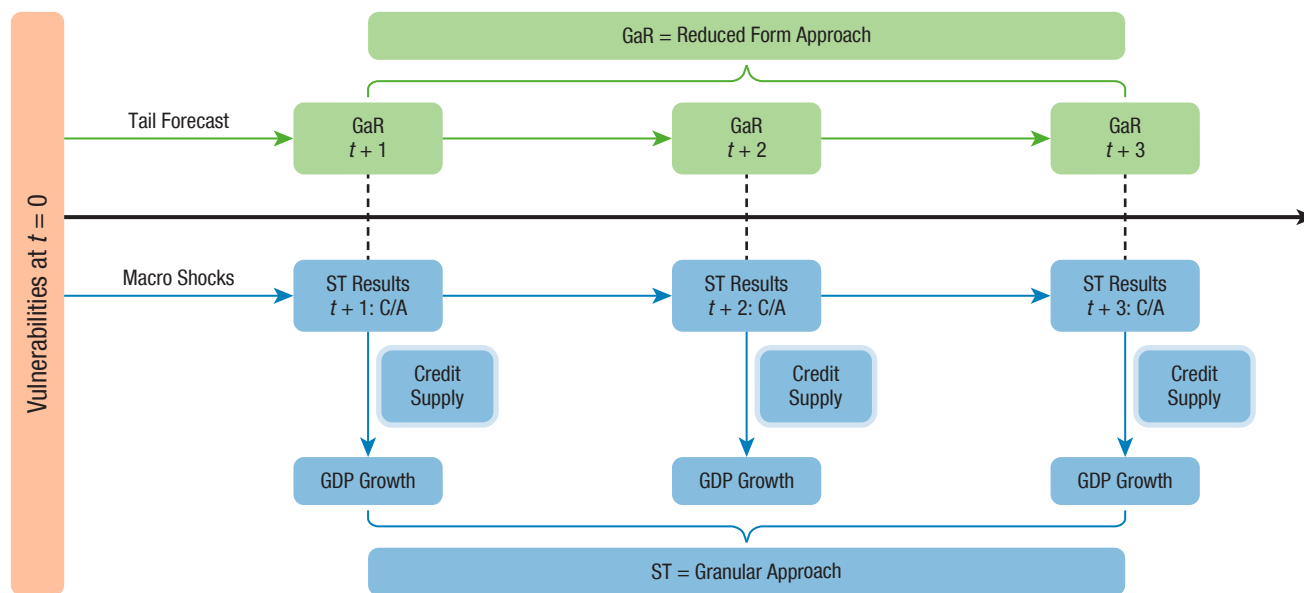 Vulnerabilities at t = 0
GaR = Reduced Form Approach
Tail Forecast
GaR
t + 1
GaR
t + 2
GaR
t + 3
Macro Shocks
ST Results
t + 1: C/A
ST Results
t + 2: C/A
ST Results
t + 3: C/A
Credit
Supply
Credit
Supply
Credit
Supply
GDP Growth
GDP Growth
GDP Growth
ST = Granular Approach